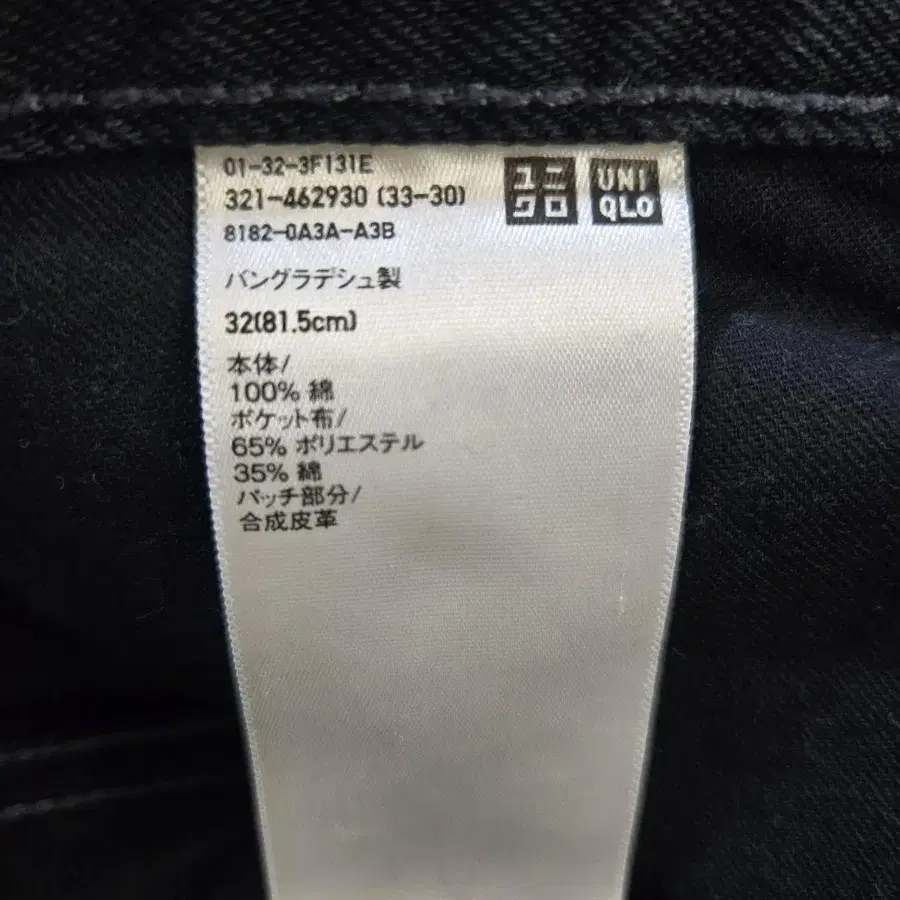 01-32-3F131E
321-462930 (33-30)
8182-0A3A-A3B
ユニ
クロ
UNI
QLO
バングラデシュ製
32(81.5cm)
本体/
100% 綿
ポケット布/
65% ポリエステル
35% 綿
パッチ部分/
合成皮革